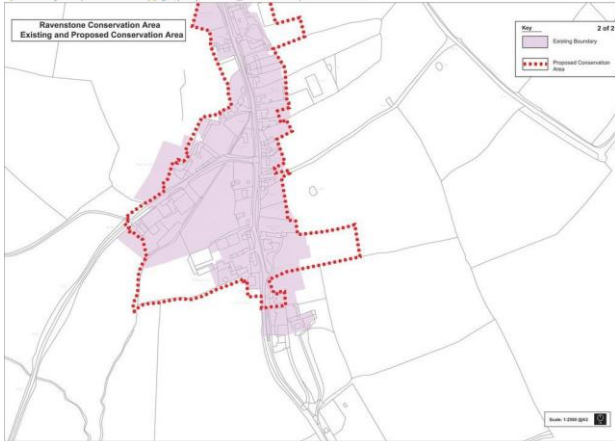 Ravenstone Conservation Area
Existing and Proposed Conservation Area
Key
2 of 2
Existing Boundary
Proposed Conservation
Area
Scale: 1:2500 @A3